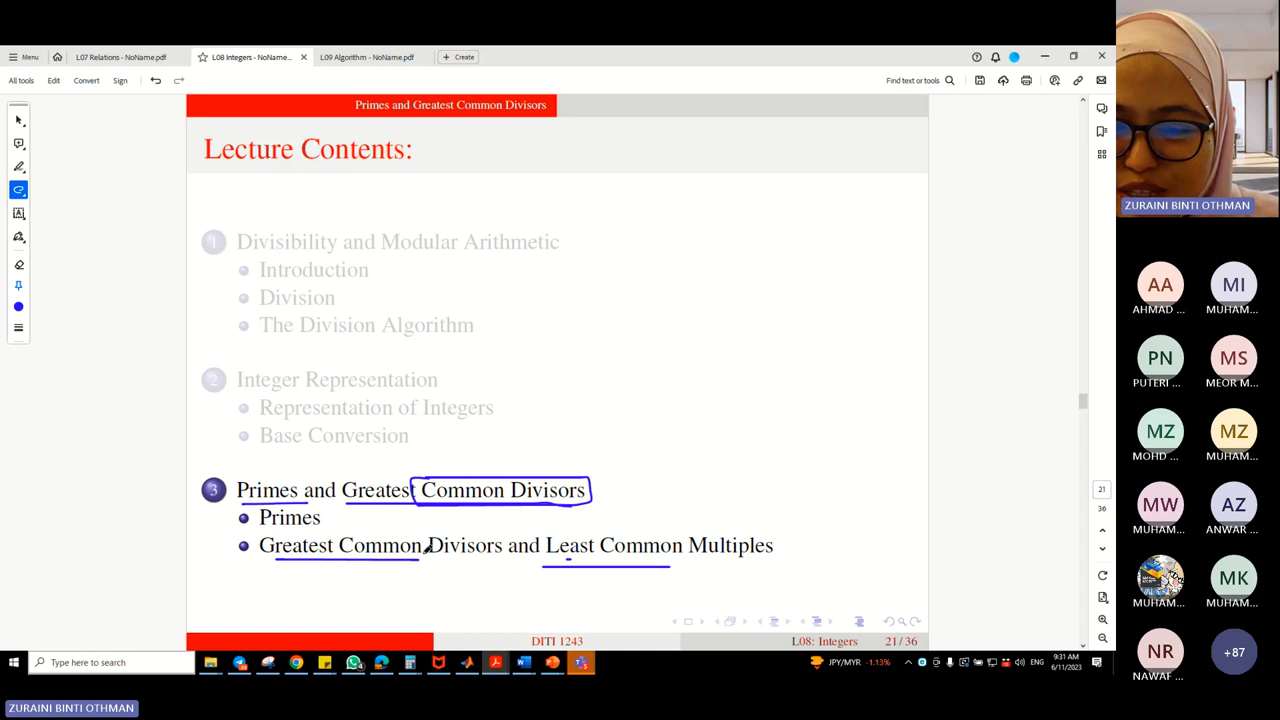 Menu
L07 Relations - NoName.pdf
L08 Integers - NoName...
L09 Algorithm - NoName.pdf
Create
All tools
Edit
Convert
Sign
Find text or tools
Primes and Greatest Common Divisors
Lecture Contents:
1 Divisibility and Modular Arithmetic
Introduction
Division
The Division Algorithm
2 Integer Representation
Representation of Integers
Base Conversion
3 Primes and Greatest Common Divisors
Primes
Greatest Common Divisors and Least Common Multiples
DITI 1243
L08: Integers
21 / 36
21
36
Type here to search
JPY/MYR -1.13%
ENG
9:31 AM
6/11/2023
ZURAINI BINTI OTHMAN
AA
AHMAD ...
MI
MUHAM...
PN
PUTERI ...
MS
MEOR M...
MZ
MOHD ...
MZ
MUHAM...
MW
MUHAM...
AZ
ANWAR ...
MUHAM...
MK
MUHAM...
NR
NAWAF ...
+87
ZURAINI BINTI OTHMAN